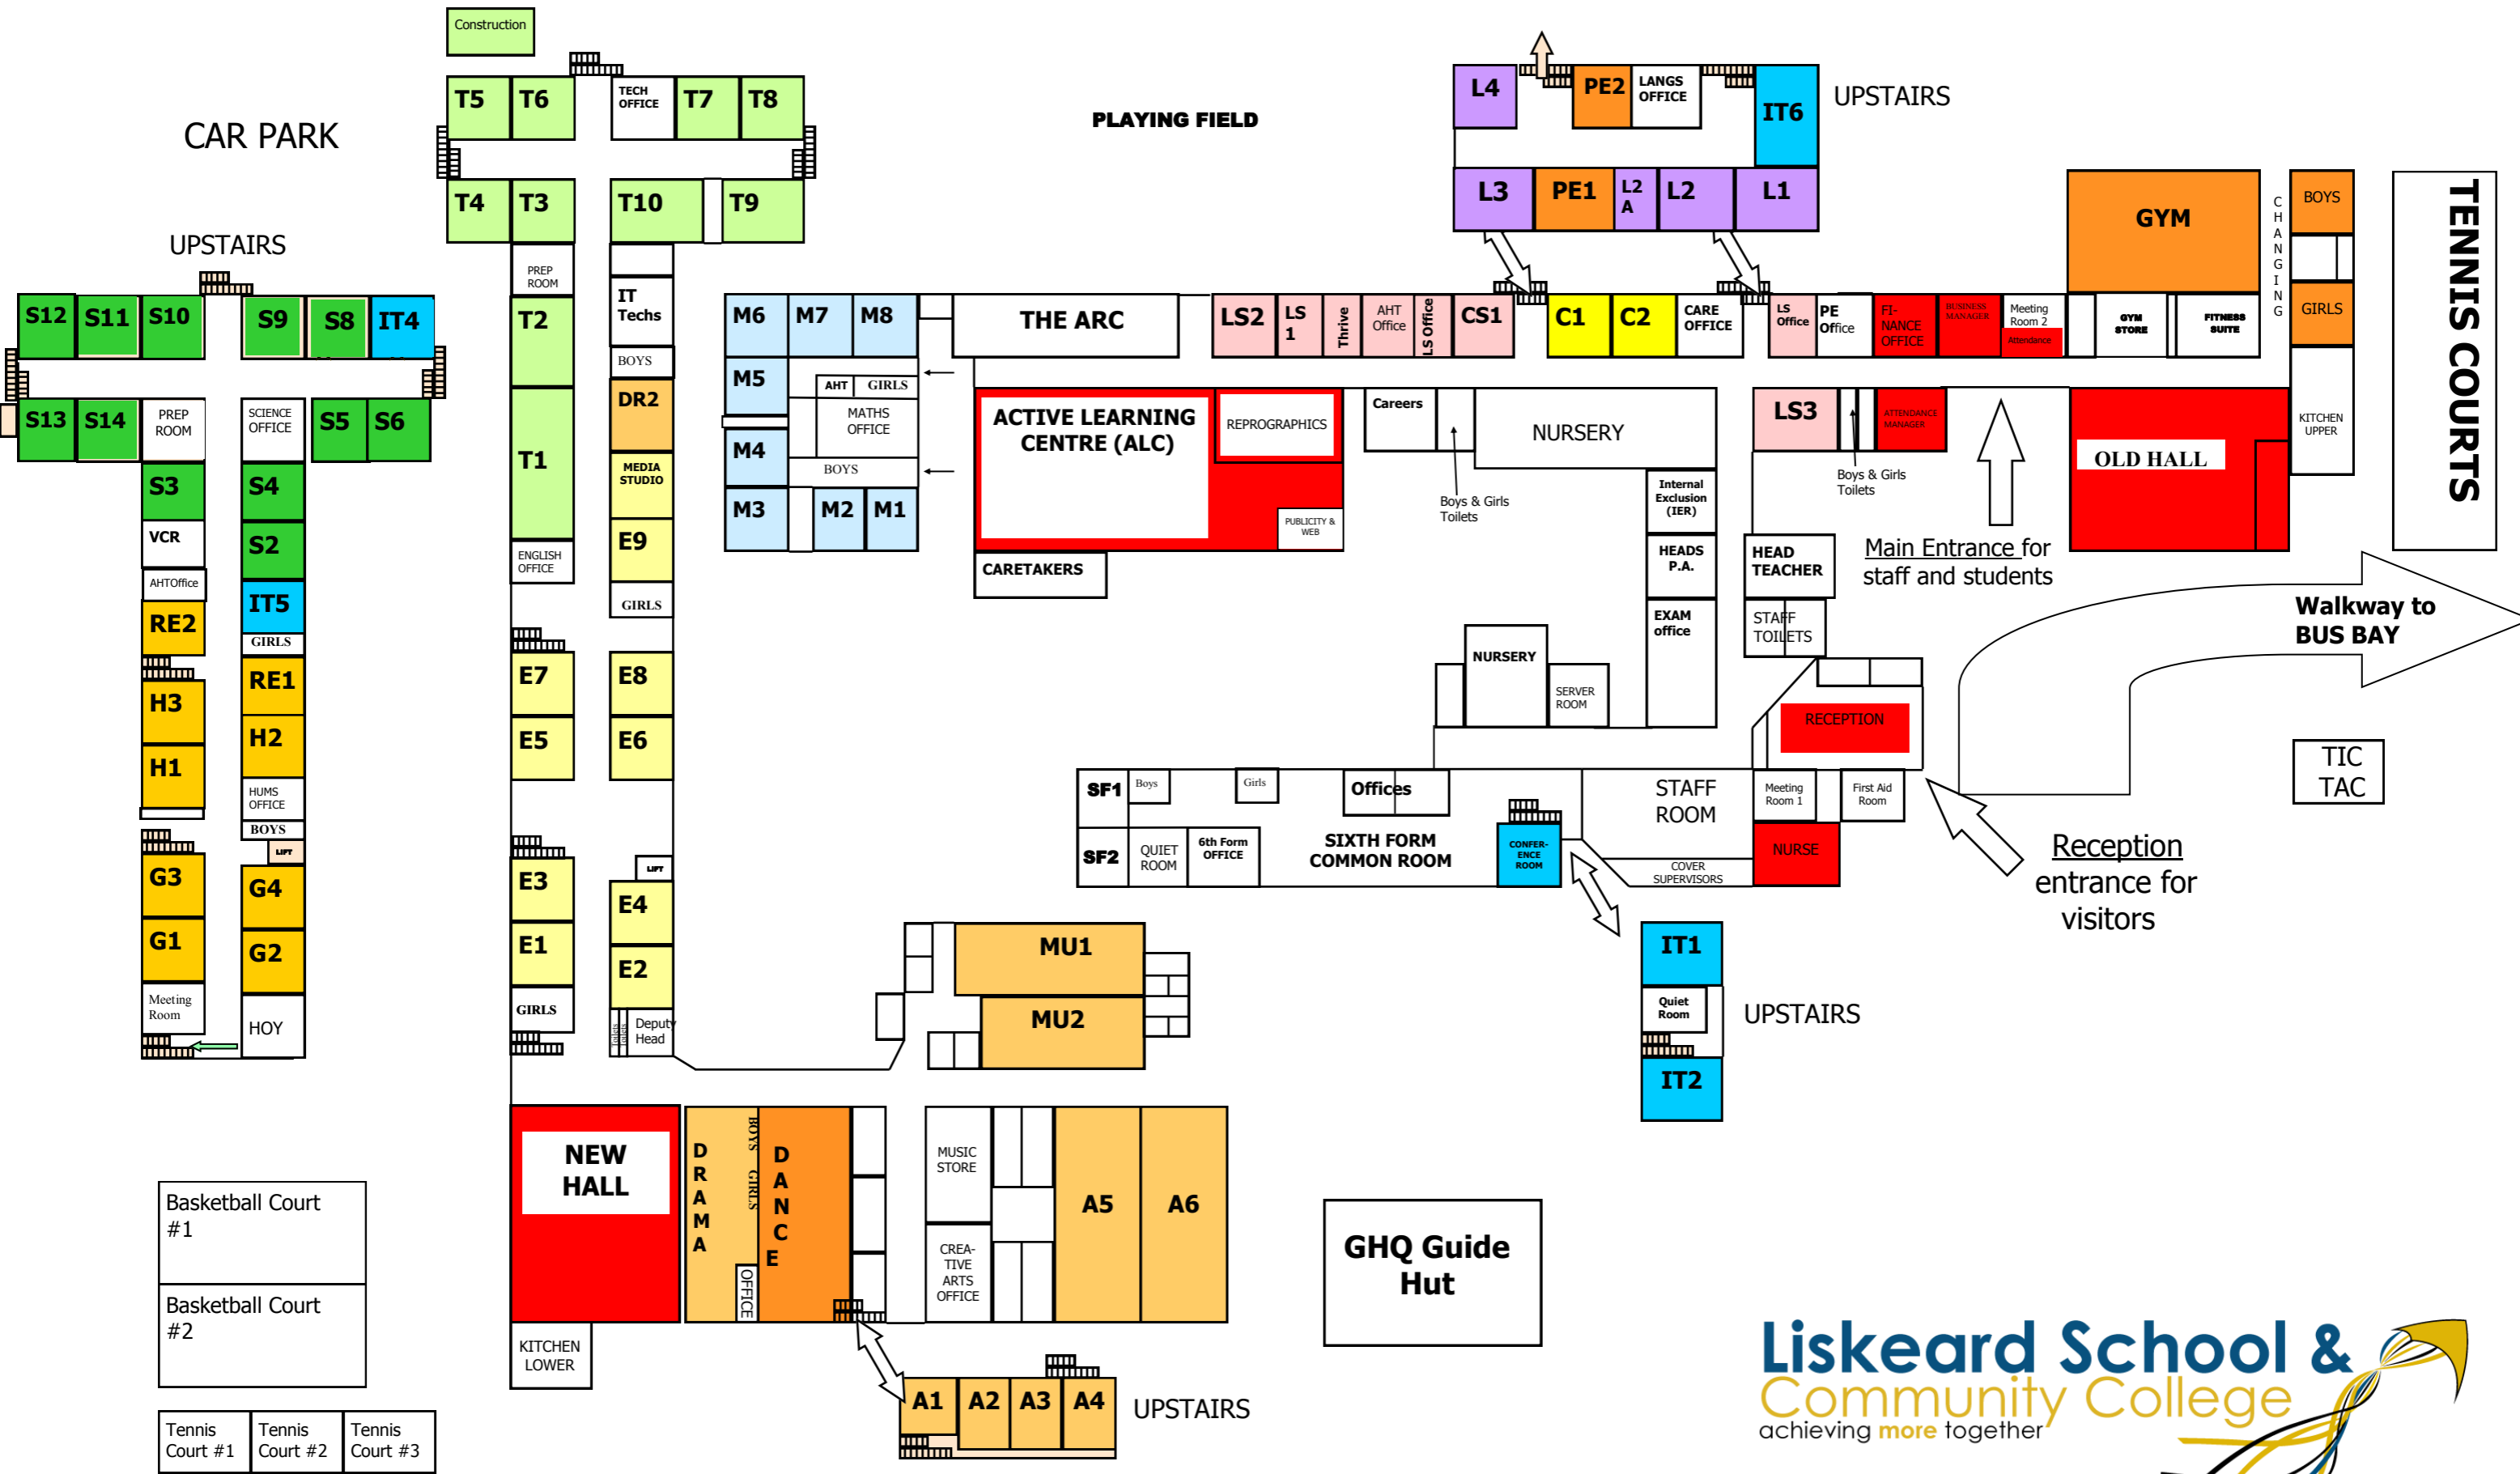 Construction
T5
T6
TECH
OFFICE
T7
T8
CAR PARK
PLAYING FIELD
L4
PE2
LANGS
OFFICE
IT6
UPSTAIRS
T4
T3
T10
T9
L3
PE1
L2
A
L2
L1
GYM
CHANGING
BOYS
GIRLS
KITCHEN
UPPER
TENNIS COURTS
UPSTAIRS
S12
S11
S10
S9
S8
IT4
S13
S14
PREP
ROOM
SCIENCE
OFFICE
S5
S6
S3
S4
VCR
S2
AHTOffice
IT5
RE2
GIRLS
RE1
H3
H2
H1
HUMS
OFFICE
BOYS
LIFT
G3
G4
G1
G2
Meeting
Room
HOY
PREP
ROOM
IT
Techs
T2
BOYS
DR2
T1
MEDIA
STUDIO
E9
ENGLISH
OFFICE
GIRLS
E7
E8
E5
E6
LIFT
E3
E4
E1
E2
GIRLS
Toilets
Toilets
Deputy
Head
M6
M7
M8
M5
AHT
GIRLS
MATHS
OFFICE
M4
BOYS
M3
M2
M1
THE ARC
LS2
LS
1
Thrive
AHT
Office
LS Office
CS1
C1
C2
CARE
OFFICE
LS
Office
PE
Office
FI-
NANCE
OFFICE
BUSINESS
MANAGER
Meeting
Room 2
Attendance
GYM
STORE
FITNESS
SUITE
ACTIVE LEARNING
CENTRE (ALC)
REPROGRAPHICS
PUBLICITY &
WEB
CARETAKERS
Careers
Boys & Girls
Toilets
NURSERY
Internal
Exclusion
(IER)
HEADS
P.A.
EXAM
office
LS3
ATTENDANCE
MANAGER
Boys & Girls
Toilets
Main Entrance for
staff and students
OLD HALL
HEAD
TEACHER
STAFF
TOILETS
Walkway to
BUS BAY
NURSERY
SERVER
ROOM
RECEPTION
TIC
TAC
SF1
Boys
Girls
Offices
STAFF
ROOM
Meeting
Room 1
First Aid
Room
SF2
QUIET
ROOM
6th Form
OFFICE
SIXTH FORM
COMMON ROOM
CONFER-
ENCE
ROOM
COVER
SUPERVISORS
NURSE
Reception
entrance for
visitors
MU1
MU2
IT1
Quiet
Room
IT2
UPSTAIRS
NEW
HALL
DRAMA
BOYS GIRLS
OFFICE
DANCE
MUSIC
STORE
CREA-
TIVE
ARTS
OFFICE
A5
A6
KITCHEN
LOWER
A1
A2
A3
A4
UPSTAIRS
GHQ Guide
Hut
Basketball Court
#1
Basketball Court
#2
Tennis
Court #1
Tennis
Court #2
Tennis
Court #3
Liskeard School &
Community College
achieving more together